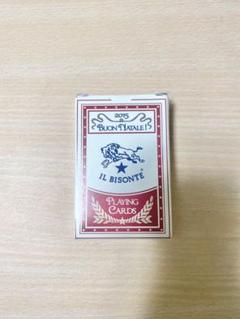 2015
BUON NATALE!
IL BISONTE
PLAYING
CARDS